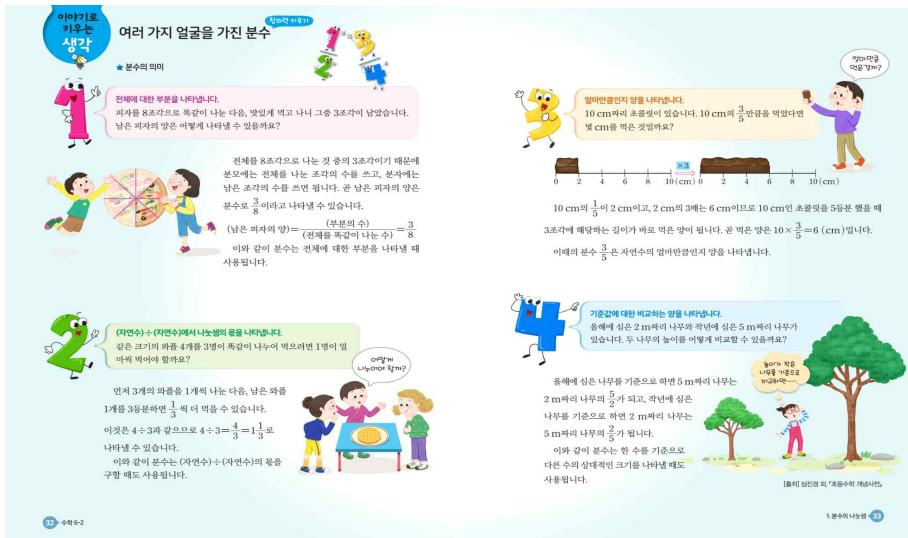 이야기로
키우는
생각
여러 가지 얼굴을 가진 분수
창의력 키우기
1/2
3/4
★ 분수의 의미
1
전체에 대한 부분을 나타냅니다.
피자를 8조각으로 똑같이 나눈 다음, 맛있게 먹고 나니 그중 3조각이 남았습니다.
남은 피자의 양은 어떻게 나타낼 수 있을까요?
전체를 8조각으로 나눈 것 중의 3조각이기 때문에
분모에는 전체를 나눈 조각의 수를 쓰고, 분자에는
남은 조각의 수를 쓰면 됩니다. 곧 남은 피자의 양은
분수로 3/8이라고 나타낼 수 있습니다.
(남은 피자의 양)=(부분의 수)/(전체를 똑같이 나눈 수)=3/8
이와 같이 분수는 전체에 대한 부분을 나타낼 때
사용됩니다.
2
(자연수)÷(자연수)에서 나눗셈의 몫을 나타냅니다.
같은 크기의 와플 4개를 3명이 똑같이 나누어 먹으려면 1명이 얼
마씩 먹어야 할까요?
어떻게
나누어야 할까?
먼저 3개의 와플을 1개씩 나눈 다음, 남은 와플
1개를 3등분하면 1/3씩 더 먹을 수 있습니다.
이것은 4÷3과 같으므로 4÷3=4/3=1 1/3로
나타낼 수 있습니다.
이와 같이 분수는 (자연수)÷(자연수)의 몫을
구할 때도 사용됩니다.
32 수학 6-2
3
얼마만큼인지 양을 나타냅니다.
10 cm짜리 초콜릿이 있습니다. 10 cm의 3/5만큼을 먹었다면
몇 cm를 먹은 것일까요?
얼마만큼
먹은걸까?
×3
0 2 4 6 8 10(cm) 0 2 4 6 8 10(cm)
10 cm의 1/5이 2 cm이고, 2 cm의 3배는 6 cm이므로 10 cm인 초콜릿을 5등분 했을 때
3조각에 해당하는 길이가 바로 먹은 양이 됩니다. 곧 먹은 양은 10×3/5=6 (cm)입니다.
이때의 분수 3/5은 자연수의 얼마만큼인지 양을 나타냅니다.
4
기준값에 대한 비교하는 양을 나타냅니다.
올해에 심은 2 m짜리 나무와 작년에 심은 5 m짜리 나무가
있습니다. 두 나무의 높이를 어떻게 비교할 수 있을까요?
높이가 작은
나무를 기준으로
비교하면……
올해에 심은 나무를 기준으로 하면 5 m짜리 나무는
2 m짜리 나무의 5/2가 되고, 작년에 심은
나무를 기준으로 하면 2 m짜리 나무는
5 m짜리 나무의 2/5가 됩니다.
이와 같이 분수는 한 수를 기준으로
다른 수의 상대적인 크기를 나타낼 때도
사용됩니다.
[출처] 심진경 외, 『초등수학 개념사전』
1. 분수의 나눗셈 33